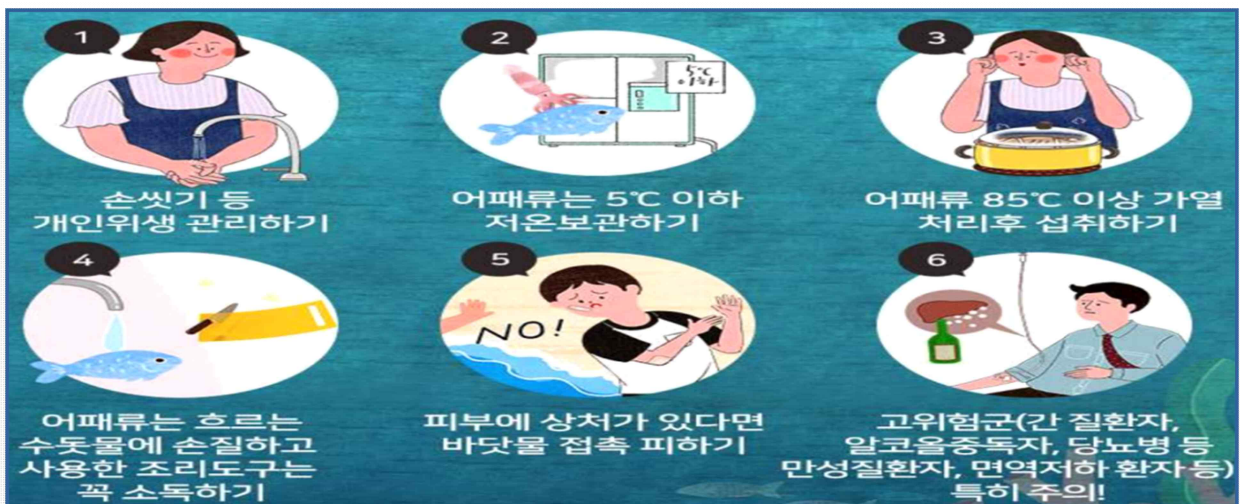 1
손씻기 등
개인위생 관리하기
2
5℃
이하
어패류는 5℃ 이하
저온보관하기
3
어패류 85℃ 이상 가열
처리후 섭취하기
4
어패류는 흐르는
수돗물에 손질하고
사용한 조리도구는
꼭 소독하기
5
NO!
피부에 상처가 있다면
바닷물 접촉 피하기
6
고위험군(간 질환자,
알코올중독자, 당뇨병 등
만성질환자, 면역저하 환자 등)
특히 주의!